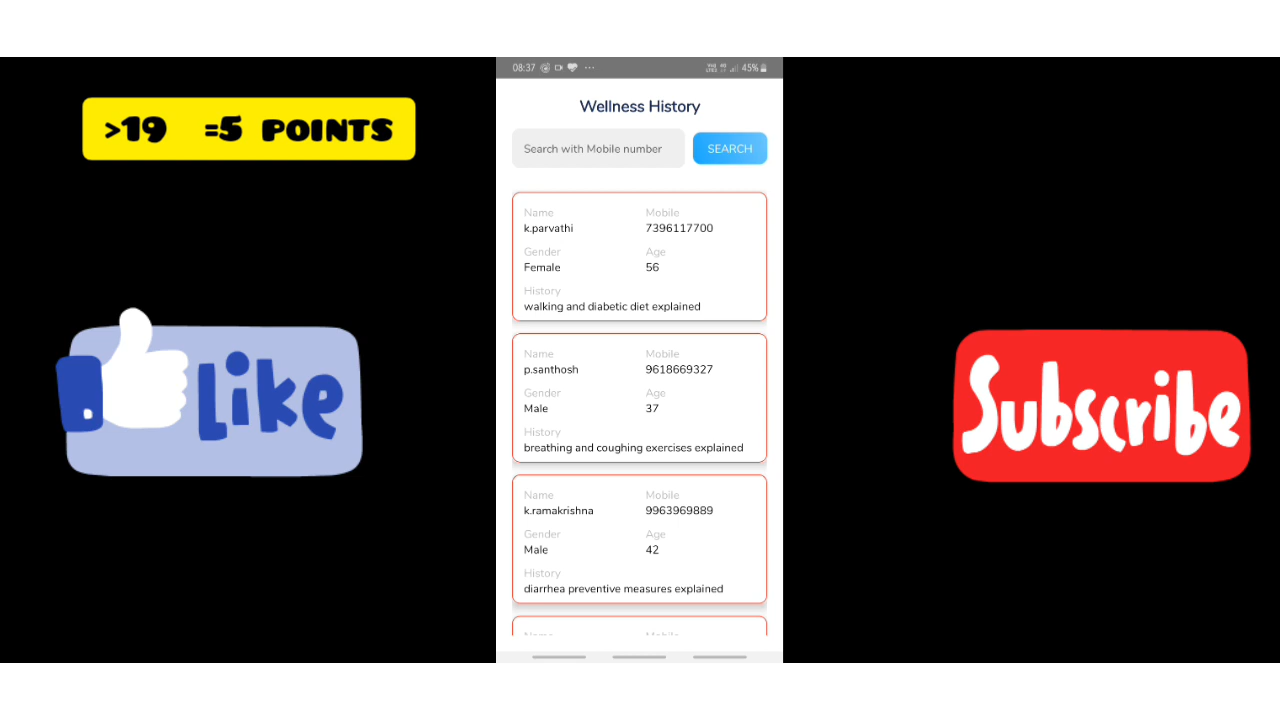 >19 =5 POINTS
Like
08:37 ... 45%
Wellness History
Search with Mobile number SEARCH
Name Mobile
k.parvathi 7396117700
Gender Age
Female 56
History
walking and diabetic diet explained
Name Mobile
p.santhosh 9618669327
Gender Age
Male 37
History
breathing and coughing exercises explained
Name Mobile
k.ramakrishna 9963969889
Gender Age
Male 42
History
diarrhea preventive measures explained
Name Mobile
Subscribe